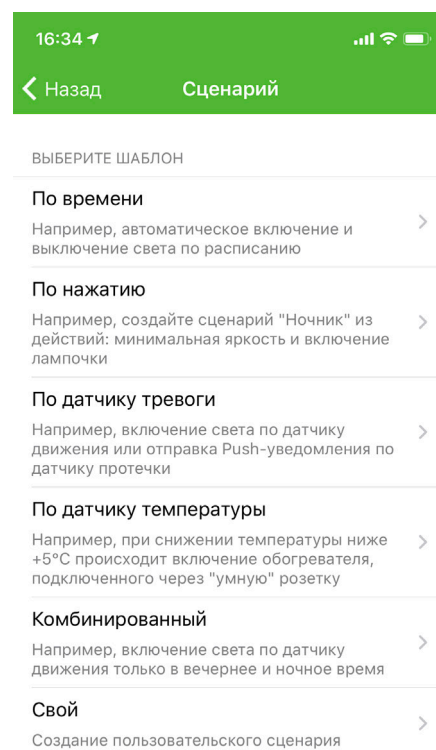 16:34
Назад
Сценарий
ВЫБЕРИТЕ ШАБЛОН
По времени
Например, автоматическое включение и
выключение света по расписанию
По нажатию
Например, создайте сценарий "Ночник" из
действий: минимальная яркость и включение
лампочки
По датчику тревоги
Например, включение света по датчику
движения или отправка Push-уведомления по
датчику протечки
По датчику температуры
Например, при снижении температуры ниже
+5°C происходит включение обогревателя,
подключенного через "умную" розетку
Комбинированный
Например, включение света по датчику
движения только в вечернее и ночное время
Свой
Создание пользовательского сценария